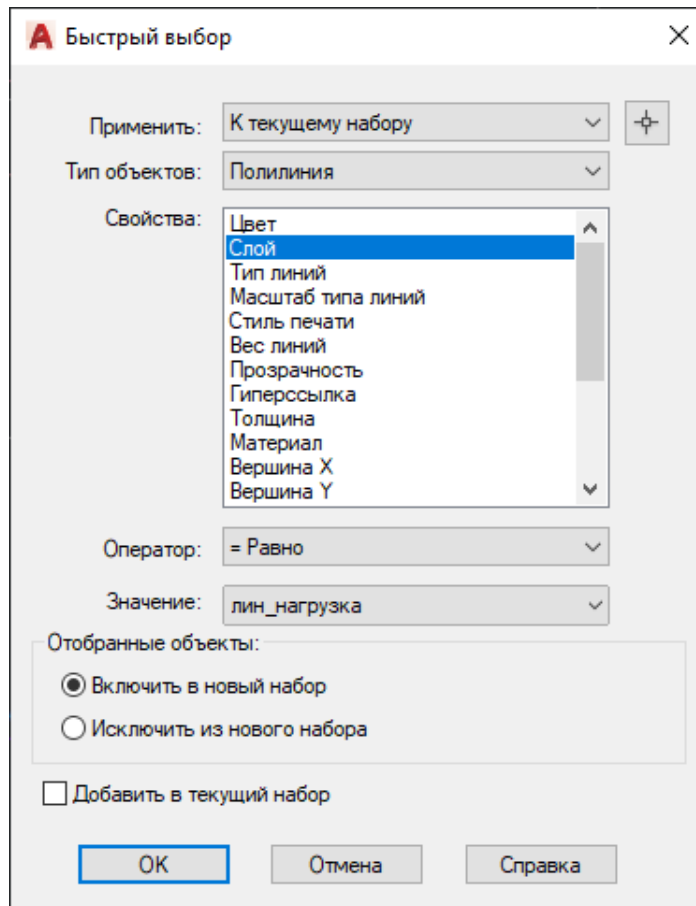 Быстрый выбор
Применить: К текущему набору
Тип объектов: Полилиния
Свойства: Цвет
Слой
Тип линий
Масштаб типа линий
Стиль печати
Вес линий
Прозрачность
Гиперссылка
Толщина
Материал
Вершина X
Вершина Y
Оператор: = Равно
Значение: лин_нагрузка
Отобранные объекты:
Включить в новый набор
Исключить из нового набора
Добавить в текущий набор
OK Отмена Справка